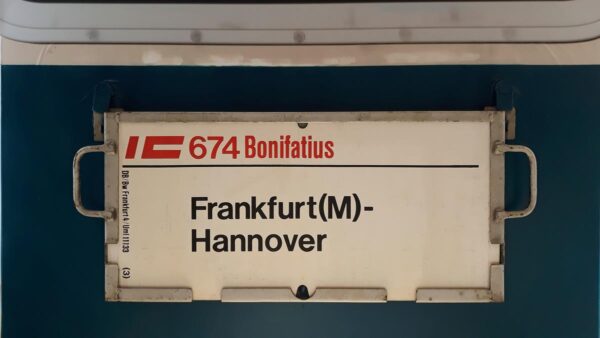 IC 674 Bonifatius
Frankfurt(M)-
Hannover